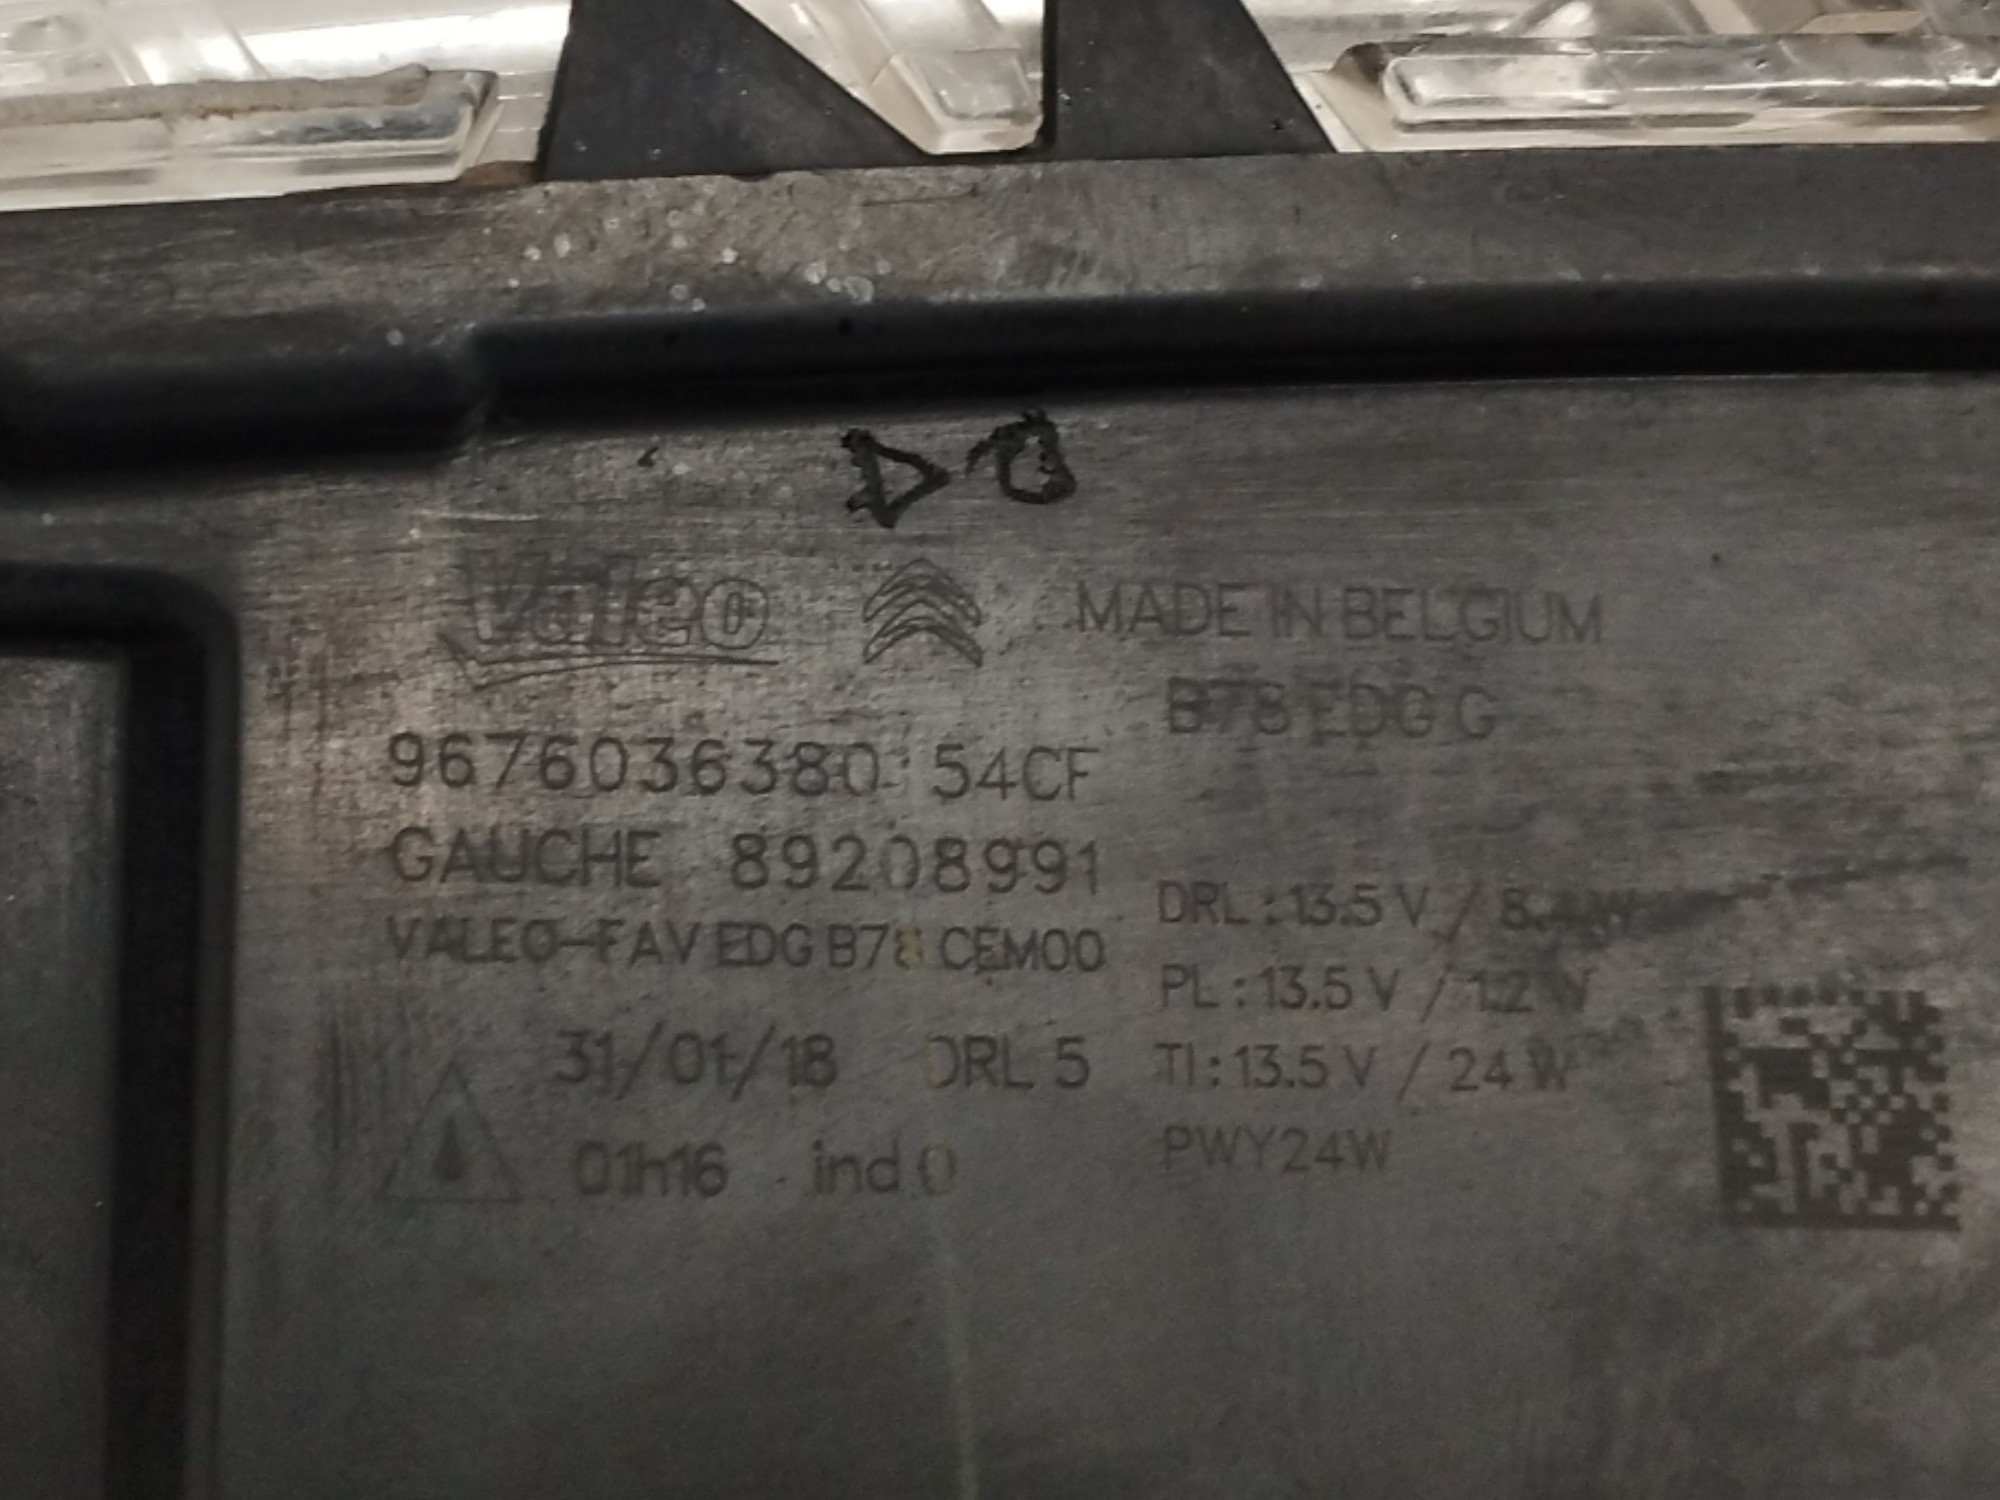 Valeo MADE IN BELGIUM
B78 EDG G
9676036380 54CF
GAUCHE 89208991
VALEO-FAV EDG B78 CEM00
DRL : 13.5 V /
PL : 13.5 V / 1.2 W
31/01/18 DRL 5
TI : 13.5 V / 24 W
01h16 ind 0
PWY24W